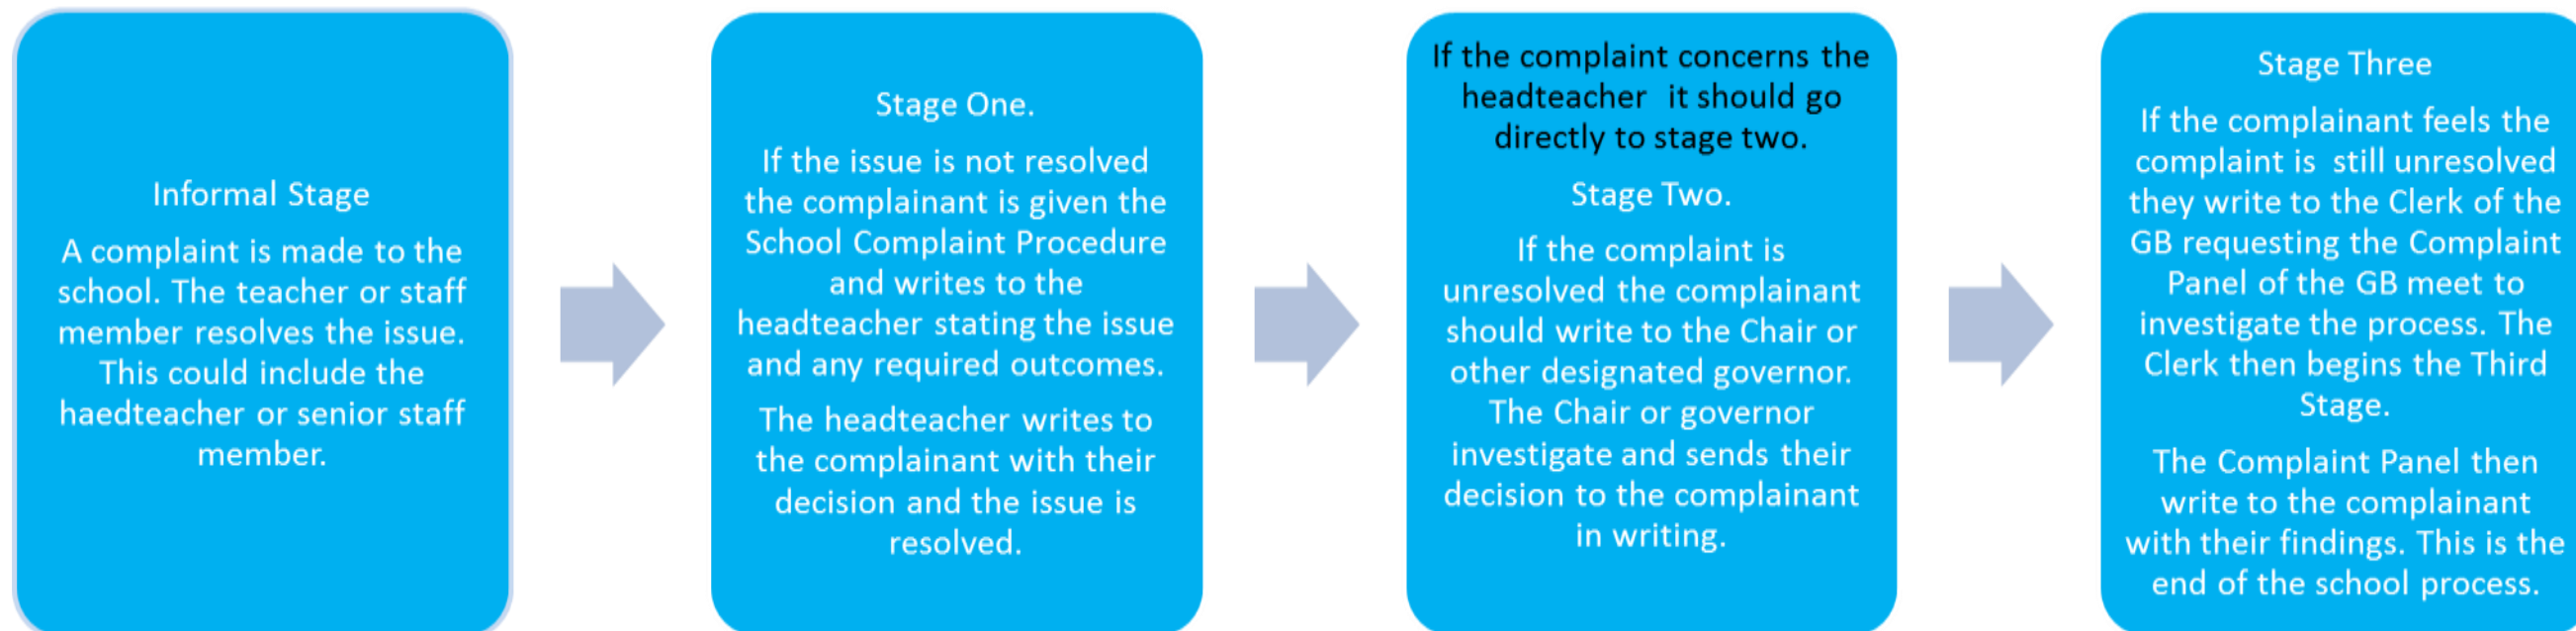 Informal Stage
A complaint is made to the
school. The teacher or staff
member resolves the issue.
This could include the
haedteacher or senior staff
member.
Stage One.
If the issue is not resolved
the complainant is given the
School Complaint Procedure
and writes to the
headteacher stating the issue
and any required outcomes.
The headteacher writes to
the complainant with their
decision and the issue is
resolved.
If the complaint concerns the
headteacher it should go
directly to stage two.
Stage Two.
If the complaint is
unresolved the complainant
should write to the Chair or
other designated governor.
The Chair or governor
investigate and sends their
decision to the complainant
in writing.
Stage Three
If the complainant feels the
complaint is still unresolved
they write to the Clerk of the
GB requesting the Complaint
Panel of the GB meet to
investigate the process. The
Clerk then begins the Third
Stage.
The Complaint Panel then
write to the complainant
with their findings. This is the
end of the school process.